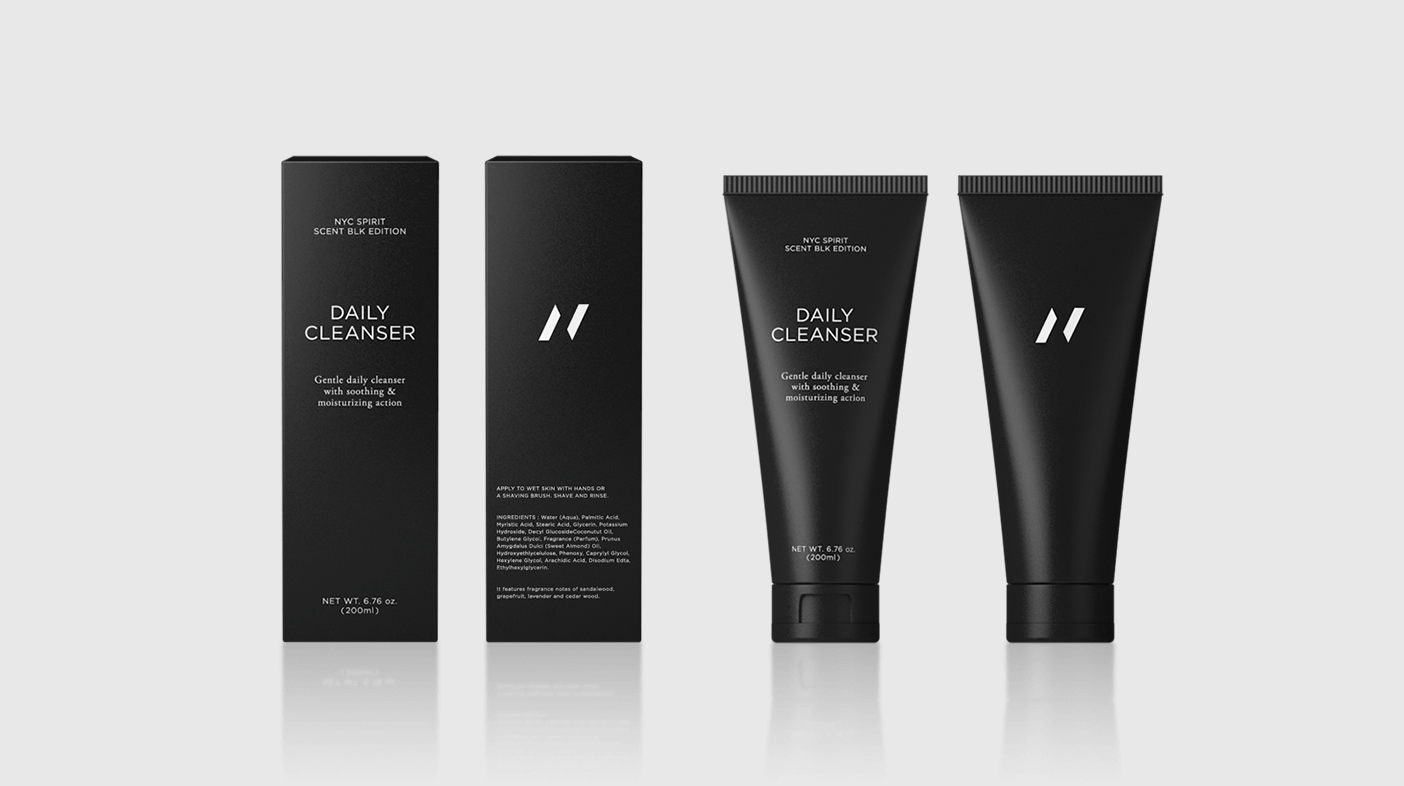 NYC SPIRIT
SCENT BLK EDITION
DAILY
CLEANSER
Gentle daily cleanser
with soothing &
moisturizing action
NET WT. 6.76 oz.
(200ml)
APPLY TO WET SKIN WITH HANDS OR
A SHAVING BRUSH. SHAVE AND RINSE.
INGREDIENTS : Water (Aqua), Palmitic Acid,
Myristic Acid, Stearic Acid, Glycerin, Potassium
Hydroxide, Decyl GlucosideCoconutut Oil,
Butylene Glycol, Fragrance (Parfum), Prunus
Amygdalus Dulci (Sweet Almond) Oil,
Hydroxyethlycelulose, Phenoxy, Caprylyl Glycol,
Hexylene Glycol, Arachidic Acid, Disodium Edta,
Ethylhexylglycerin.
It features fragrance notes of sandalwood,
grapefruit, lavender and cedar wood.
NYC SPIRIT
SCENT BLK EDITION
DAILY
CLEANSER
Gentle daily cleanser
with soothing &
moisturizing action
NET WT. 6.76 oz.
(200ml)